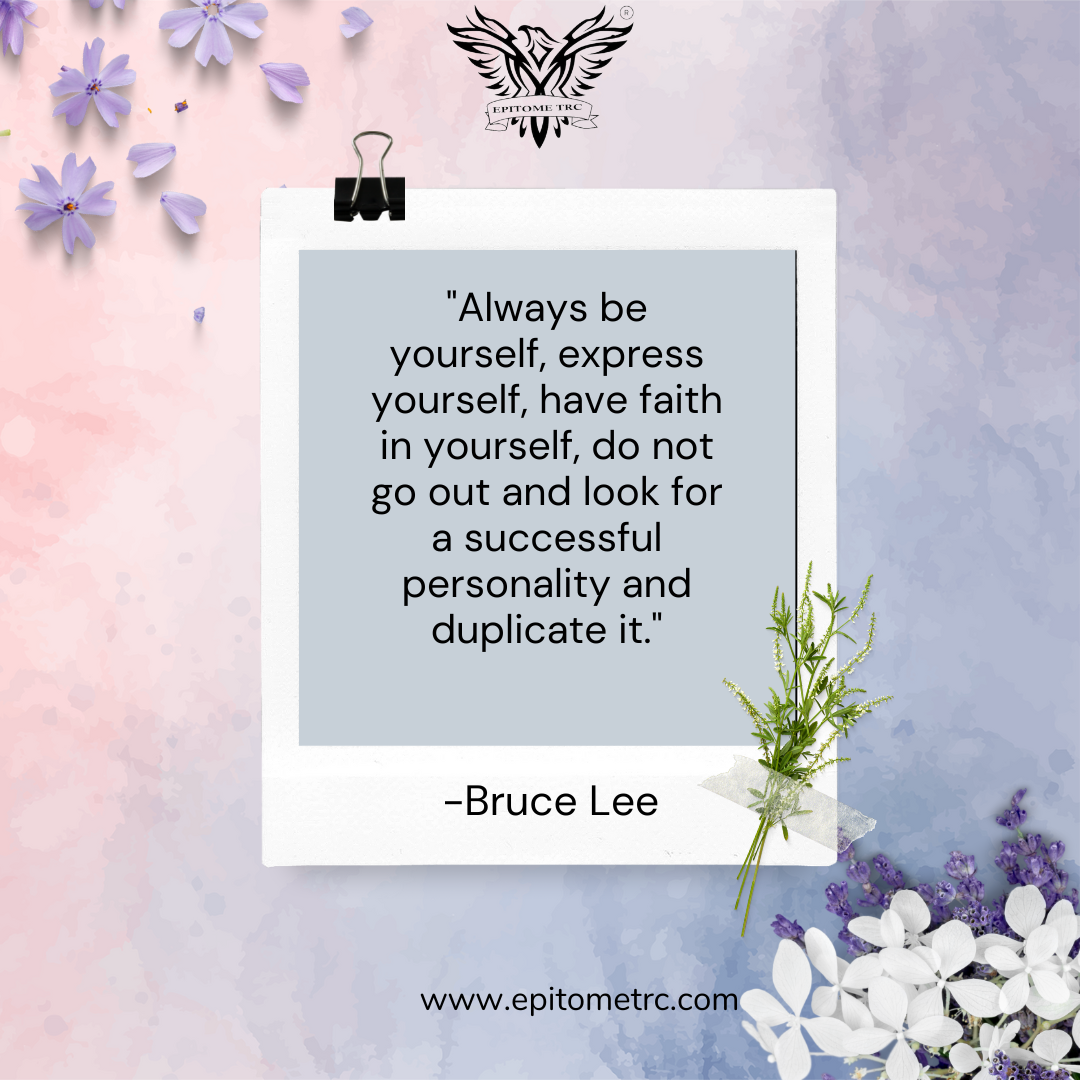 ®
EPITOME TRC
"Always be
yourself, express
yourself, have faith
in yourself, do not
go out and look for
a successful
personality and
duplicate it."
-Bruce Lee
www.epitometrc.com